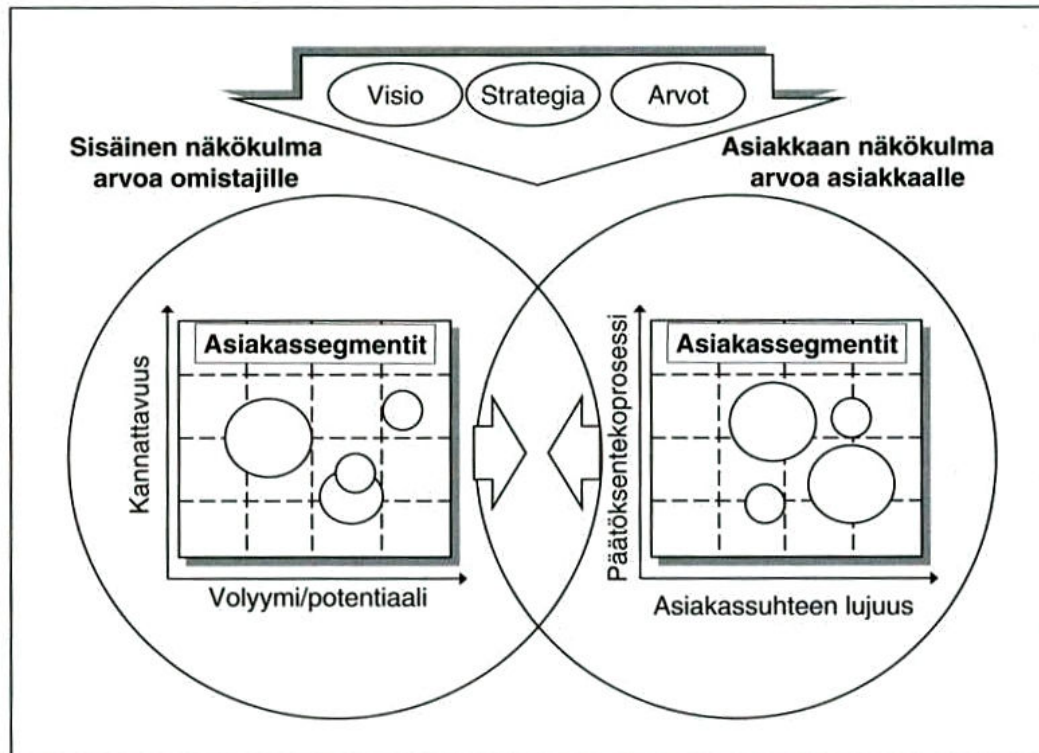 Visio
Strategia
Arvot
Sisäinen näkökulma
arvoa omistajille
Asiakkaan näkökulma
arvoa asiakkaalle
Asiakassegmentit
Kannattavuus
Volyymi/potentiaali
Asiakassegmentit
Päätöksentekoprosessi
Asiakassuhteen lujuus